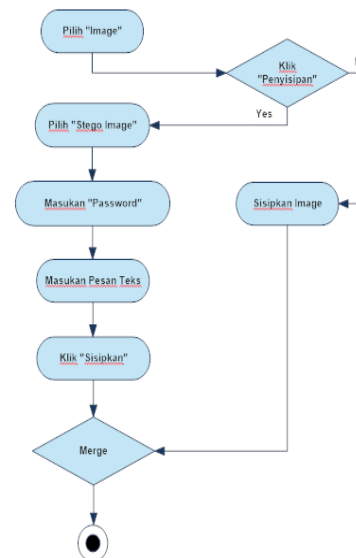 Pilih "Image"
Klik
"Penyisipan"
Yes
Pilih "Stego Image"
Masukan "Password"
Sisipkan Image
Masukan Pesan Teks
Klik "Sisipkan"
Merge